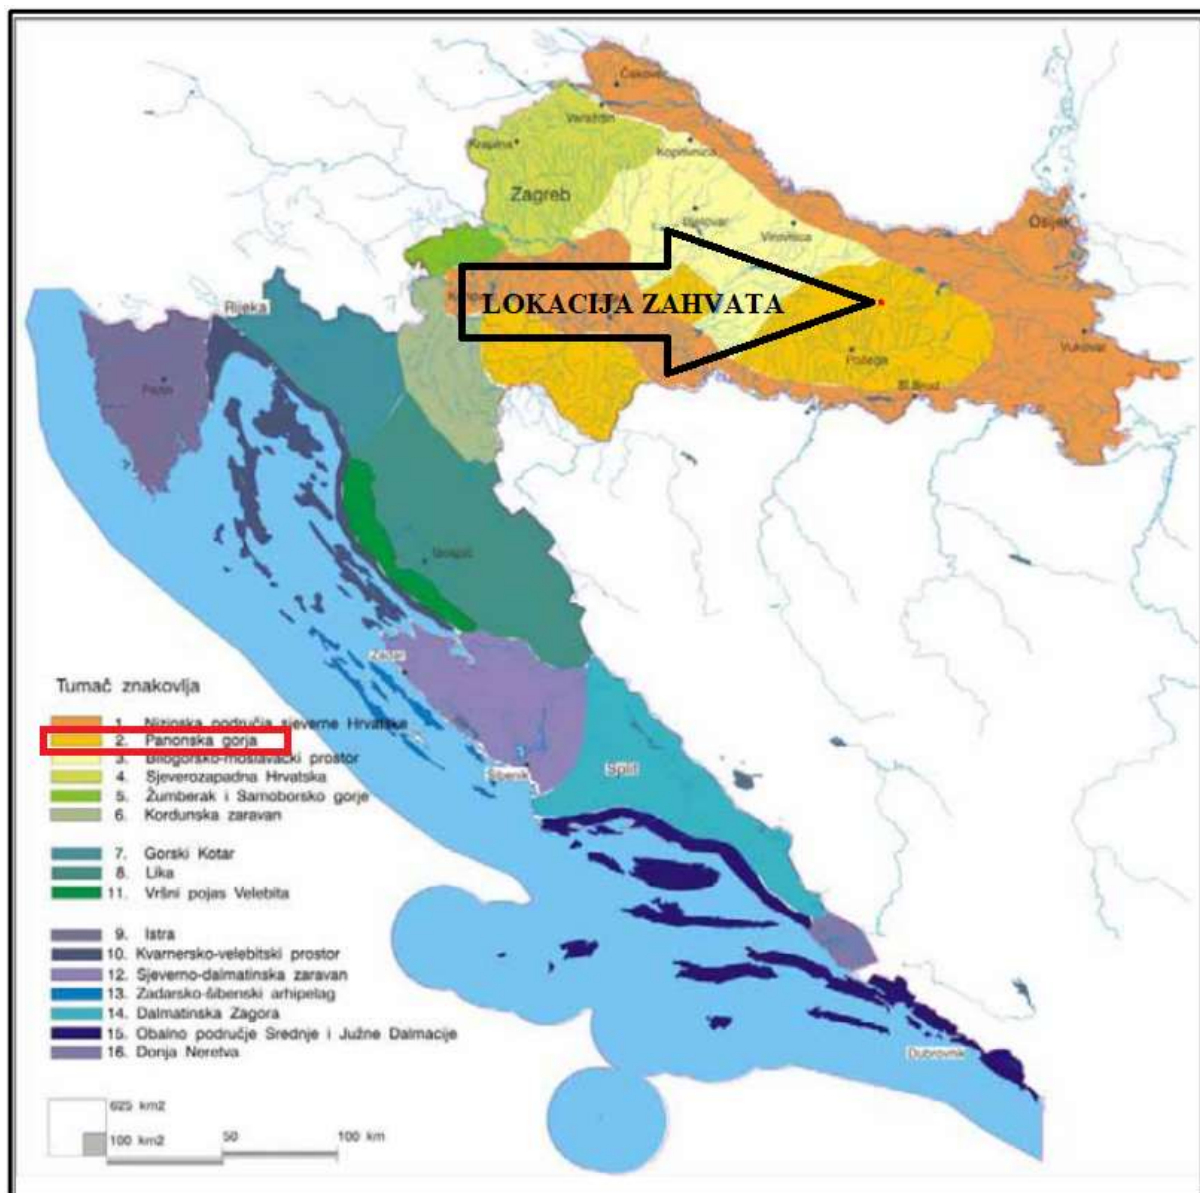 Čakovec
Varaždin
Krapina
Koprivnica
Zagreb
Bjelovar
Virovitica
Osijek
Rijeka
LOKACIJA ZAHVATA
Vukovar
Požega
Sl.Brod
Pazin
Gospić
Zadar
Šibenik
Split
Dubrovnik
Tumač znakovlja
1. Nizinska područja sjeverne Hrvatske
2. Panonska gorja
3. Bilogorsko-moslavački prostor
4. Sjeverozapadna Hrvatska
5. Žumberak i Samoborsko gorje
6. Kordunska zaravan
7. Gorski Kotar
8. Lika
11. Vršni pojas Velebita
9. Istra
10. Kvarnersko-velebitski prostor
12. Sjeverno-dalmatinska zaravan
13. Zadarsko-šibenski arhipelag
14. Dalmatinska Zagora
15. Obalno područje Srednje i Južne Dalmacije
16. Donja Neretva
625 km2
100 km2
50
100 km